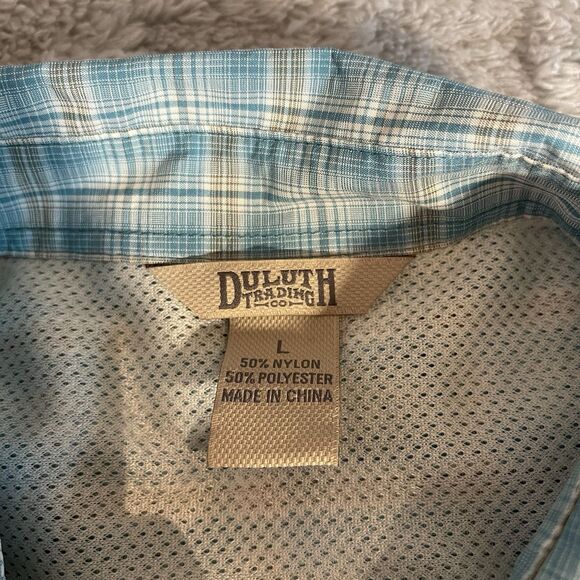 DULUTH
TRADING
CO
L
50% NYLON
50% POLYESTER
MADE IN CHINA